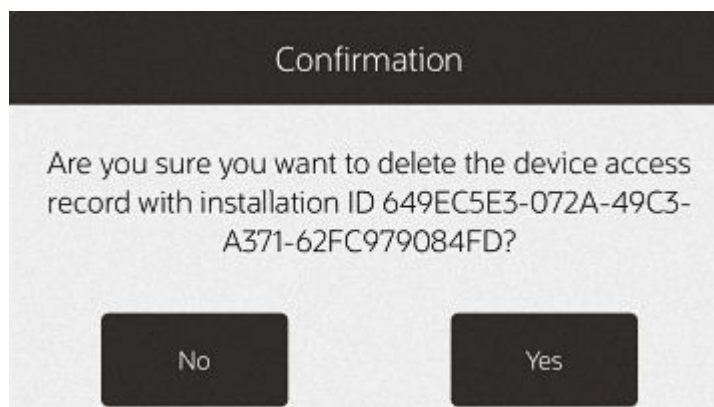 Confirmation
Are you sure you want to delete the device access
record with installation ID 649EC5E3-072A-49C3-
A371-62FC979084FD?
No
Yes